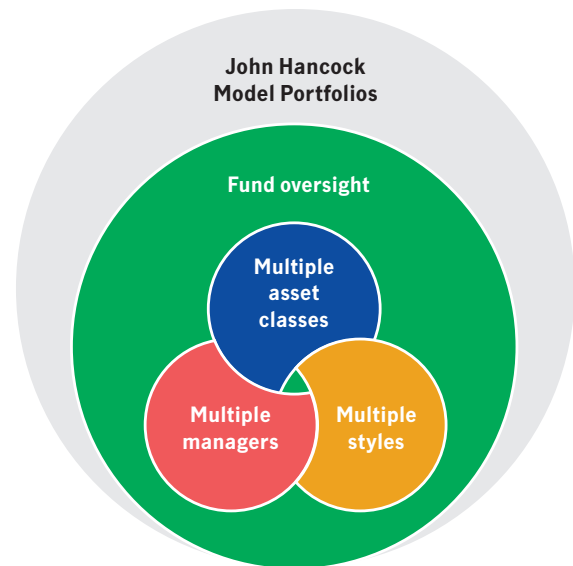 John Hancock
Model Portfolios
Fund oversight
Multiple
asset
classes
Multiple
managers
Multiple
styles